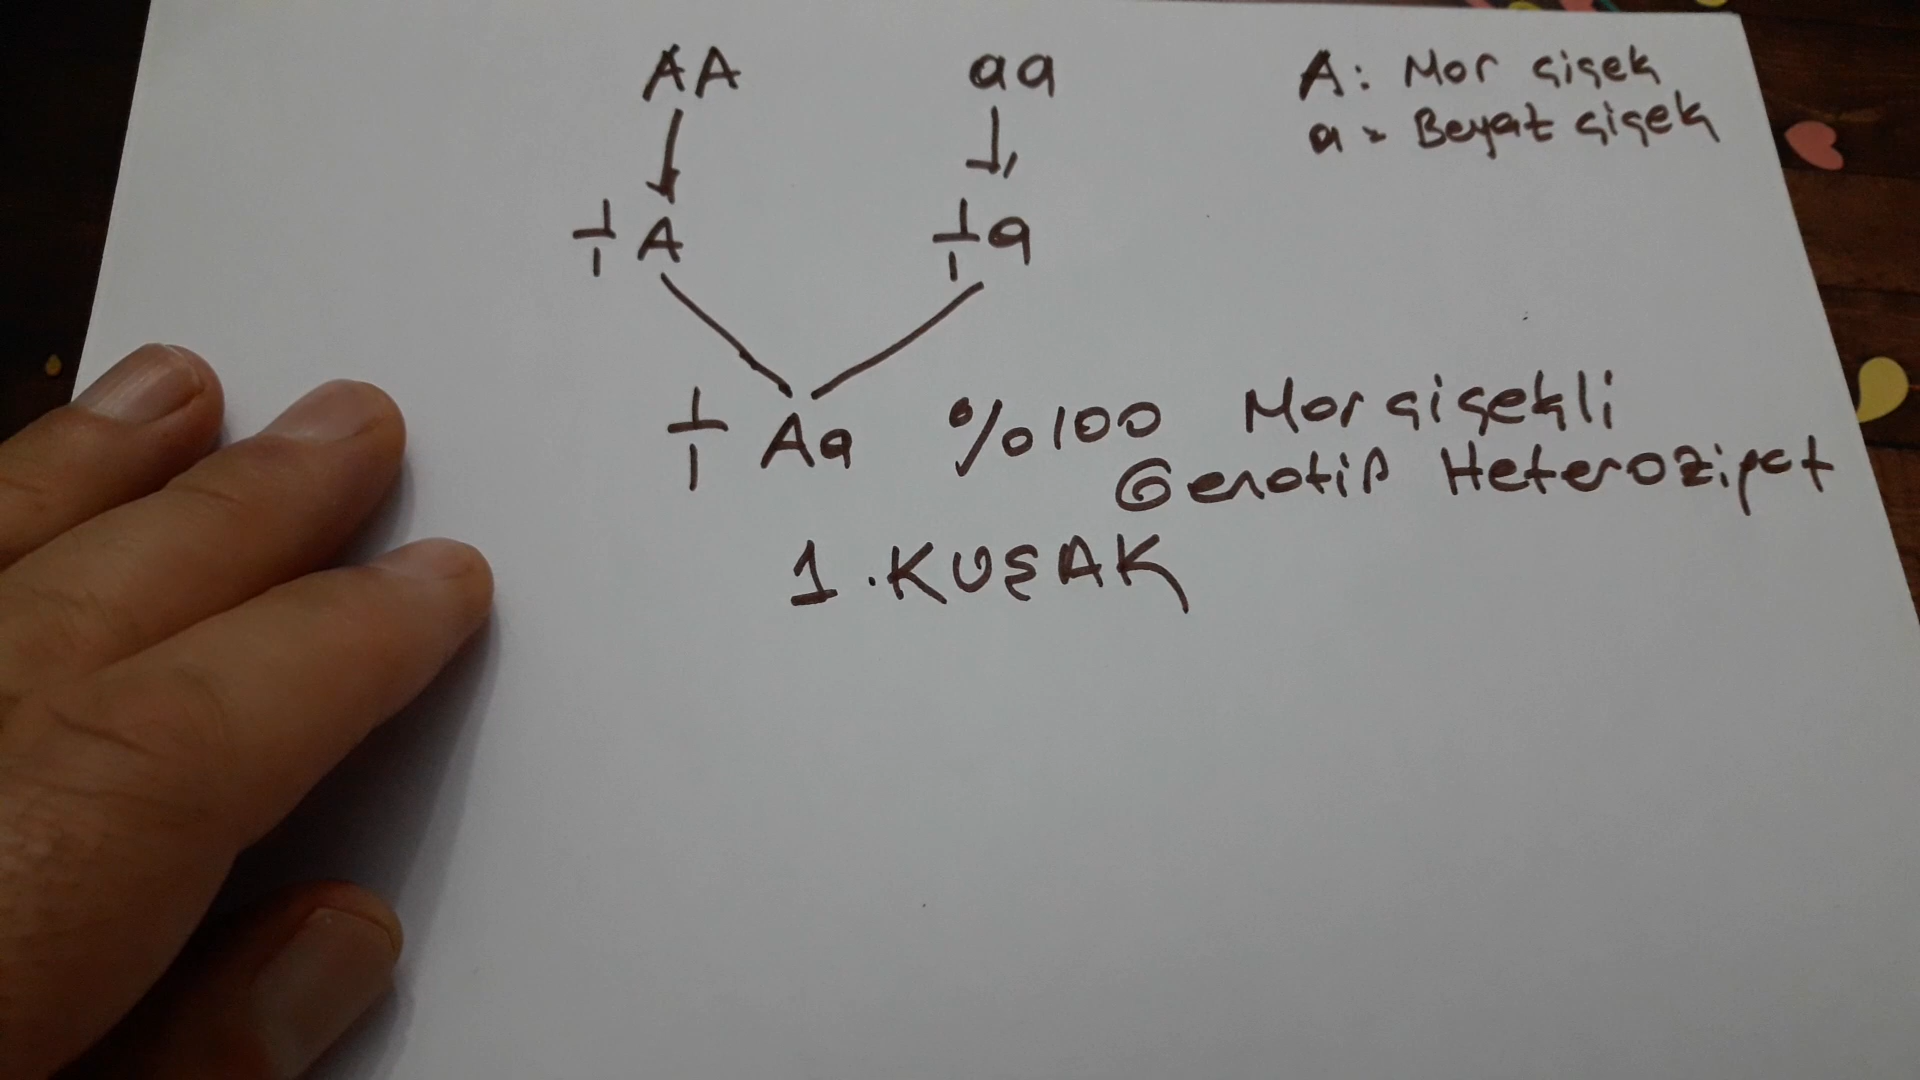 AA aa A: Mor çiçek
a = Beyaz çiçek
1/1 A 1/1 a
1/1 Aa %100 Mor çiçekli
Genotip Heterozigot
1.KUŞAK